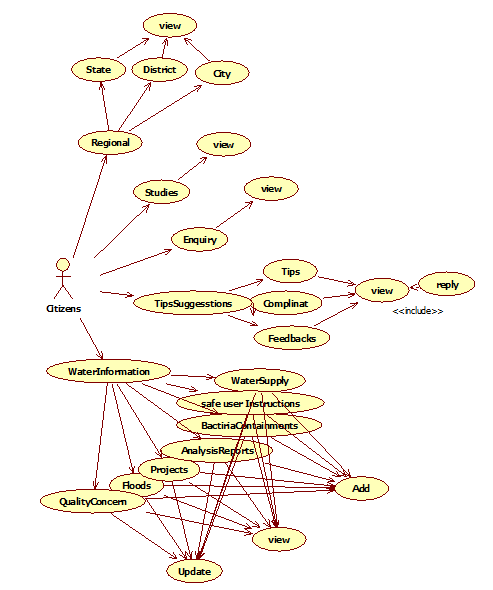 view
State
District
City
Regional
view
Studies
view
Enquiry
Tips
TipsSuggesstions
Complinat
view
reply
<<include>>
Citizens
Feedbacks
WaterInformation
WaterSupply
safe user Instructions
BactiriaContainments
AnalysisReports
Projects
Floods
Add
QualityConcern
view
Update